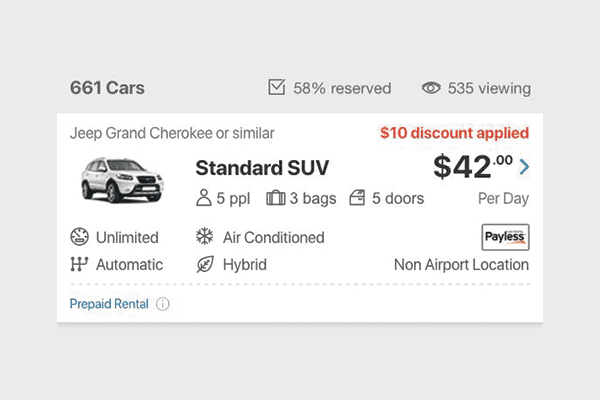 661 Cars 58% reserved 535 viewing
Jeep Grand Cherokee or similar $10 discount applied
Standard SUV $42.00
5 ppl 3 bags 5 doors Per Day
Unlimited Air Conditioned Payless
Automatic Hybrid Non Airport Location
Prepaid Rental